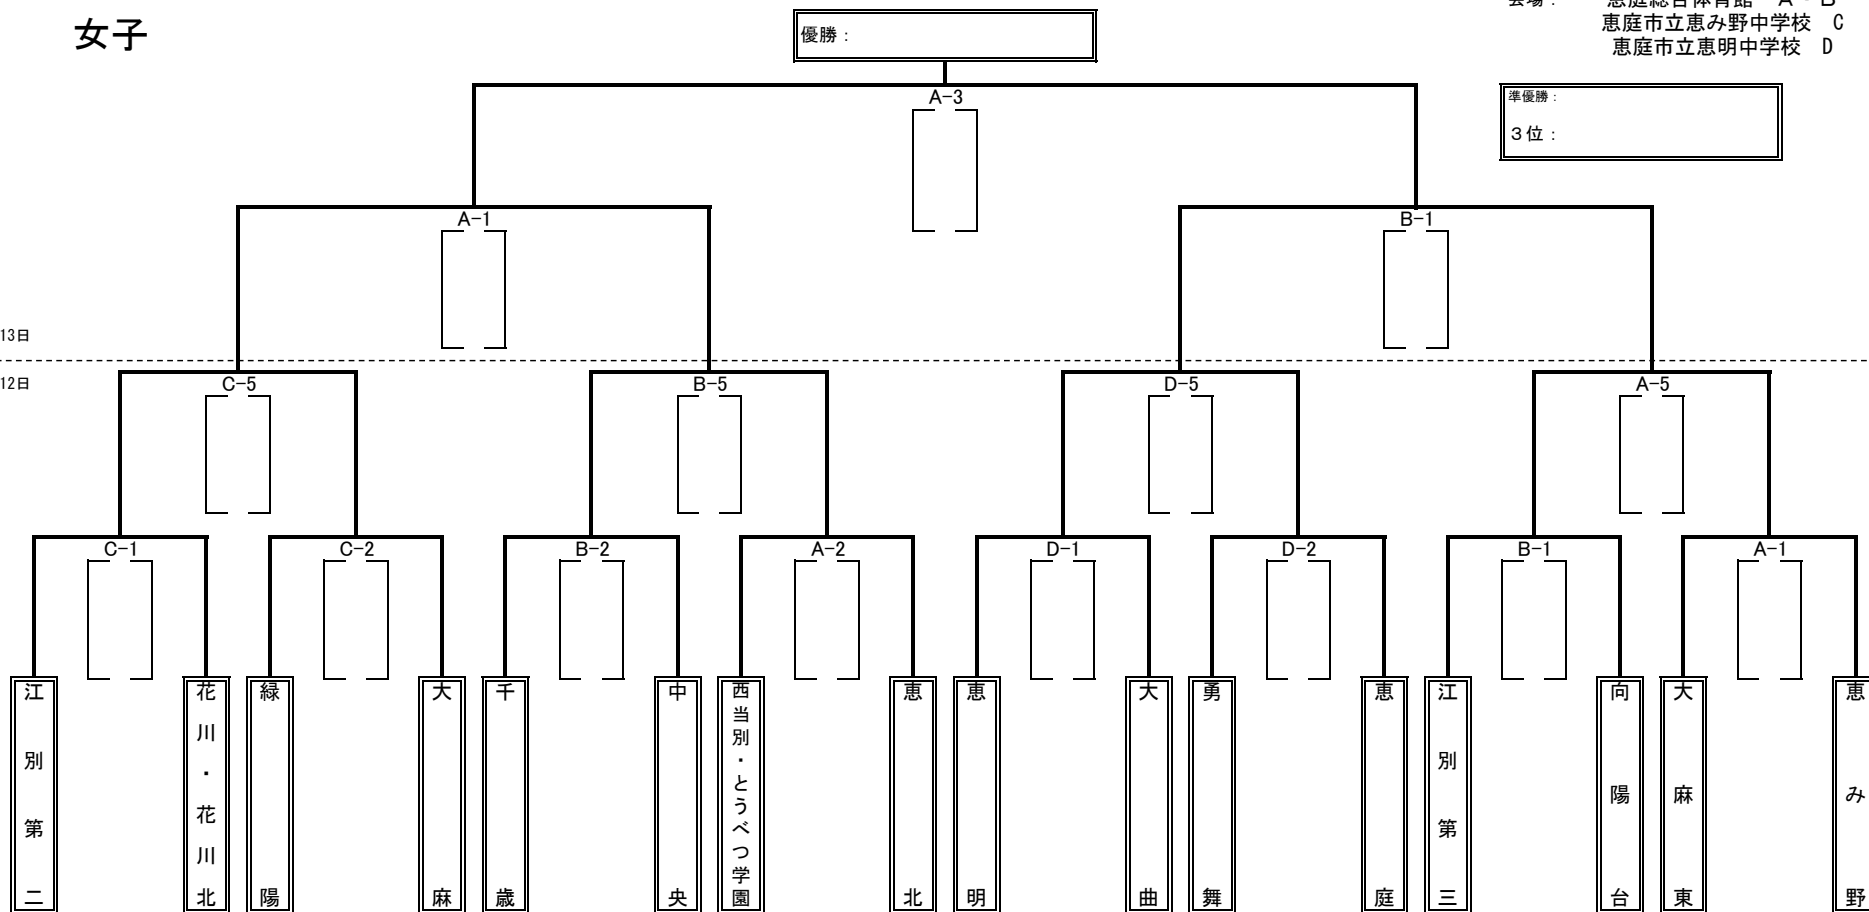 会場： 恵庭総合体育館 A・B
女子
優勝：
恵庭市立恵み野中学校 C
恵庭市立恵明中学校 D
A-3
準優勝：
３位：
A-1
B-1
13日
12日
C-5
B-5
D-5
A-5
C-1
C-2
B-2
A-2
D-1
D-2
B-1
A-1
江別第二
花川・花川北
緑陽
大麻
千歳
中央
西当別・とうべつ学園
恵北
恵明
大曲
勇舞
恵庭
江別第三
向陽台
大麻東
恵み野